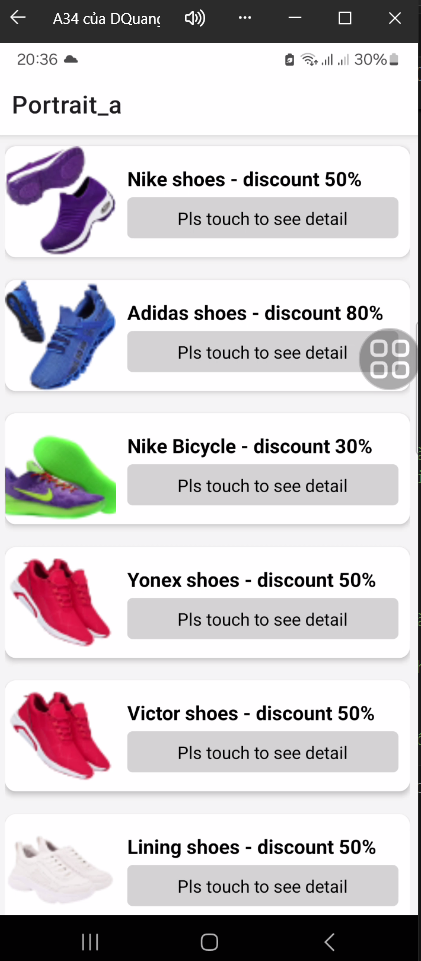 A34 của DQuang
20:36
30%
Portrait_a
Nike shoes - discount 50%
Pls touch to see detail
Adidas shoes - discount 80%
Pls touch to see detail
Nike Bicycle - discount 30%
Pls touch to see detail
Yonex shoes - discount 50%
Pls touch to see detail
Victor shoes - discount 50%
Pls touch to see detail
Lining shoes - discount 50%
Pls touch to see detail